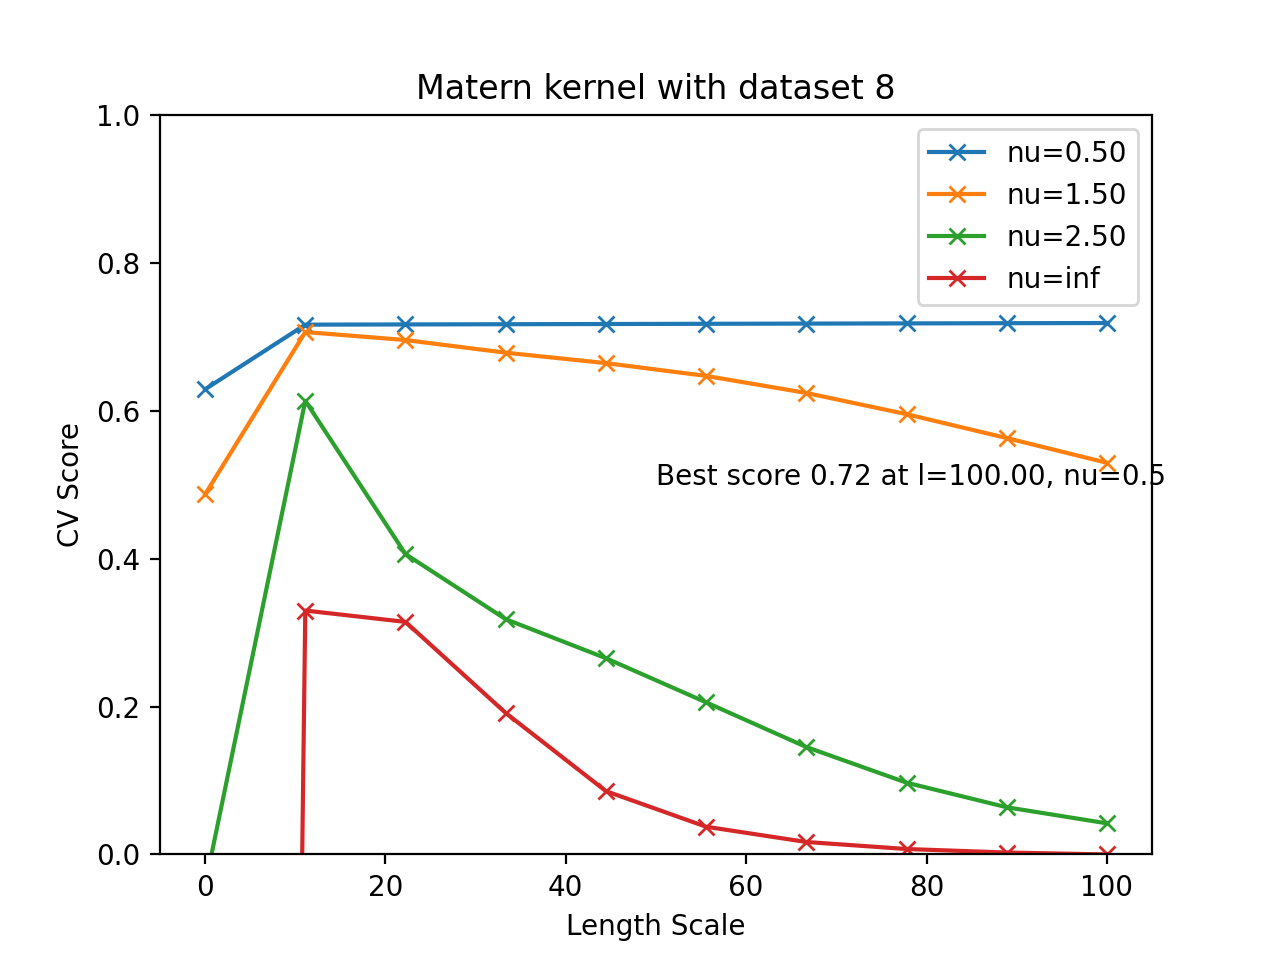 Matern kernel with dataset 8
1.0
0.8
0.6
0.4
0.2
0.0
CV Score
nu=0.50
nu=1.50
nu=2.50
nu=inf
Best score 0.72 at l=100.00, nu=0.5
0 20 40 60 80 100
Length Scale